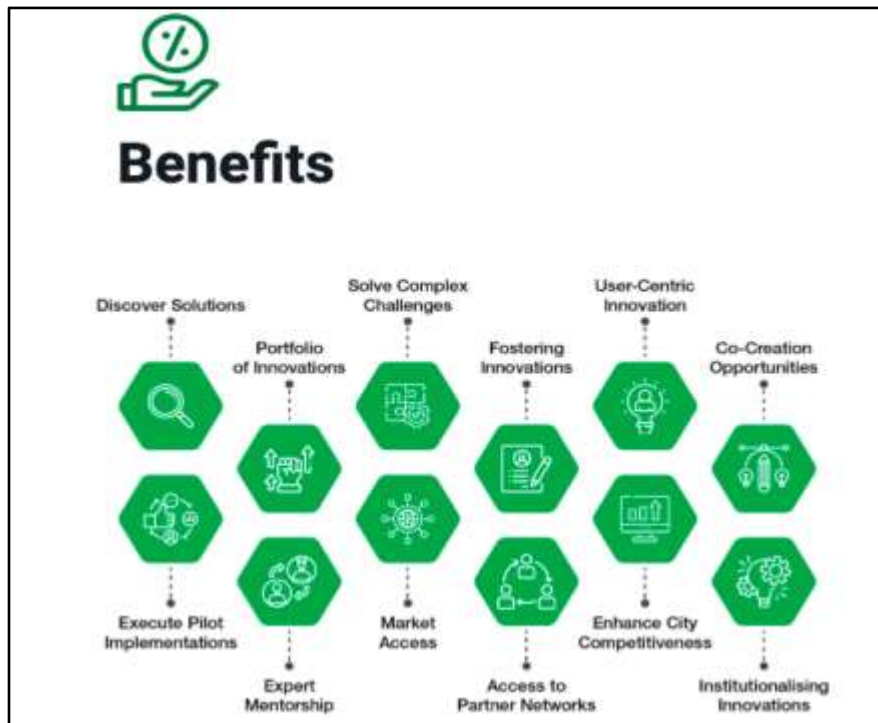 Benefits
Discover Solutions
Portfolio
of Innovations
Solve Complex
Challenges
Fostering
Innovations
User-Centric
Innovation
Co-Creation
Opportunities
Execute Pilot
Implementations
Expert
Mentorship
Market
Access
Access to
Partner Networks
Enhance City
Competitiveness
Institutionalising
Innovations